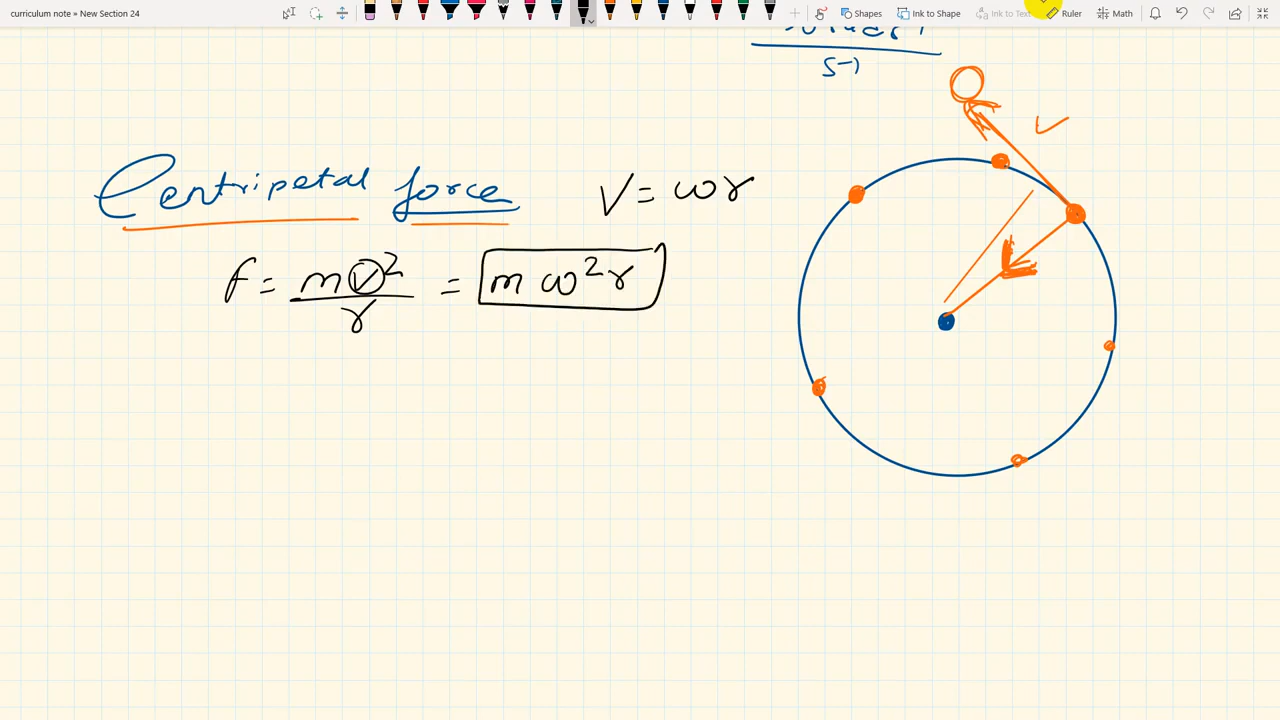 curriculum note » New Section 24
Shapes Ink to Shape Ink to Text Ruler Math
S-1
Centripetal force V = ωr
f = mv²/r = mω²r
v